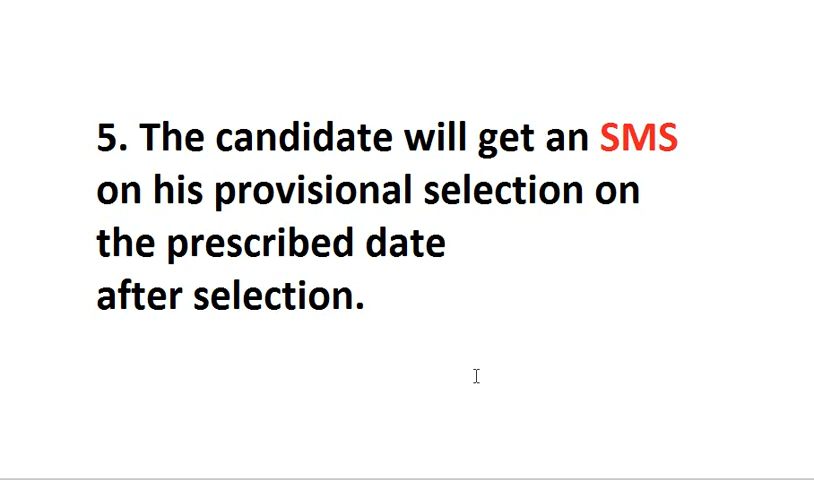 5. The candidate will get an SMS
on his provisional selection on
the prescribed date
after selection.